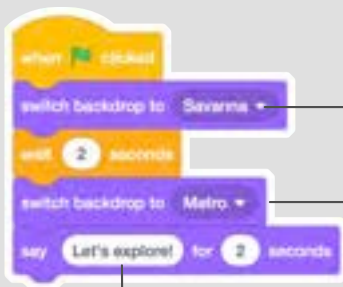 when clicked
switch backdrop to Savanna
wait 2 seconds
switch backdrop to Metro
say Let's explore! for 2 seconds